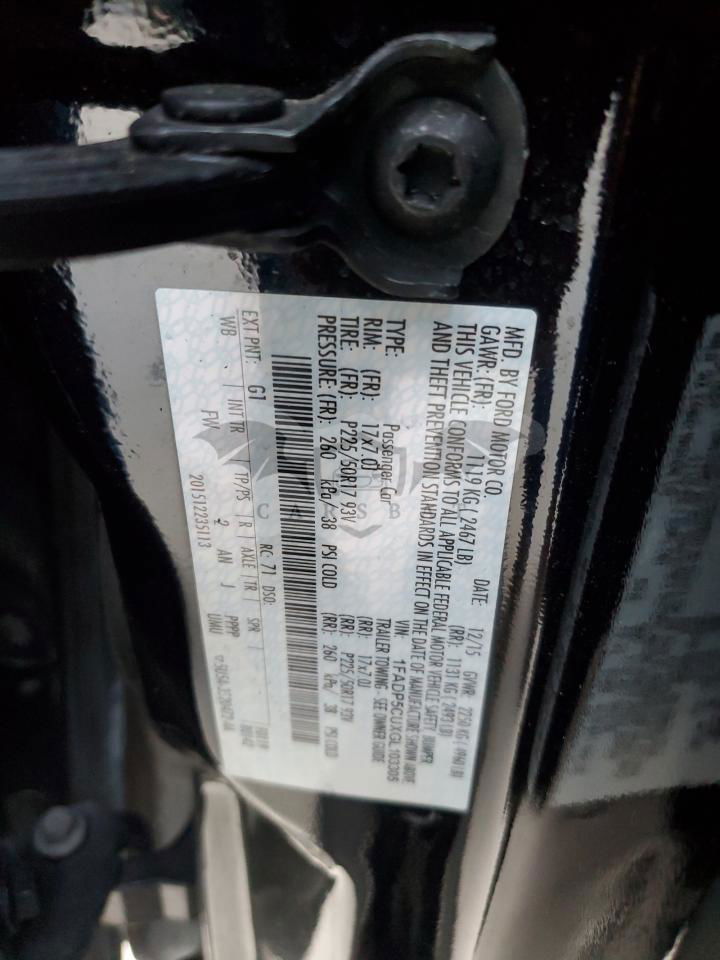 MFD. BY FORD MOTOR CO.
DATE: 12/15 GVWR: 2250 KG ( 4960 LB)
GAWR: (FR): 1119 KG ( 2467 LB) (RR): 1131 KG ( 2493 LB)
THIS VEHICLE CONFORMS TO ALL APPLICABLE FEDERAL MOTOR VEHICLE SAFETY, BUMPER,
AND THEFT PREVENTION STANDARDS IN EFFECT ON THE DATE OF MANUFACTURE SHOWN ABOVE.
VIN: 1FADP5CUXGL103305
TYPE: Passenger Car TRAILER TOWING - SEE OWNER GUIDE
RIM: (FR): 17x7.0J (RR): 17x7.0J
TIRE: (FR): P225/50R17 93V (RR): P225/50R17 93V
PRESSURE: (FR): 260 kPa/ 38 PSI COLD (RR): 260 kPa/ 38 PSI COLD
CARSB
EXT PNT: G1 RC: 71 DSO:
WB INT TR TP/PS R AXLE TR SPR
FW 2 AN J PPPP
201512235113 UMU